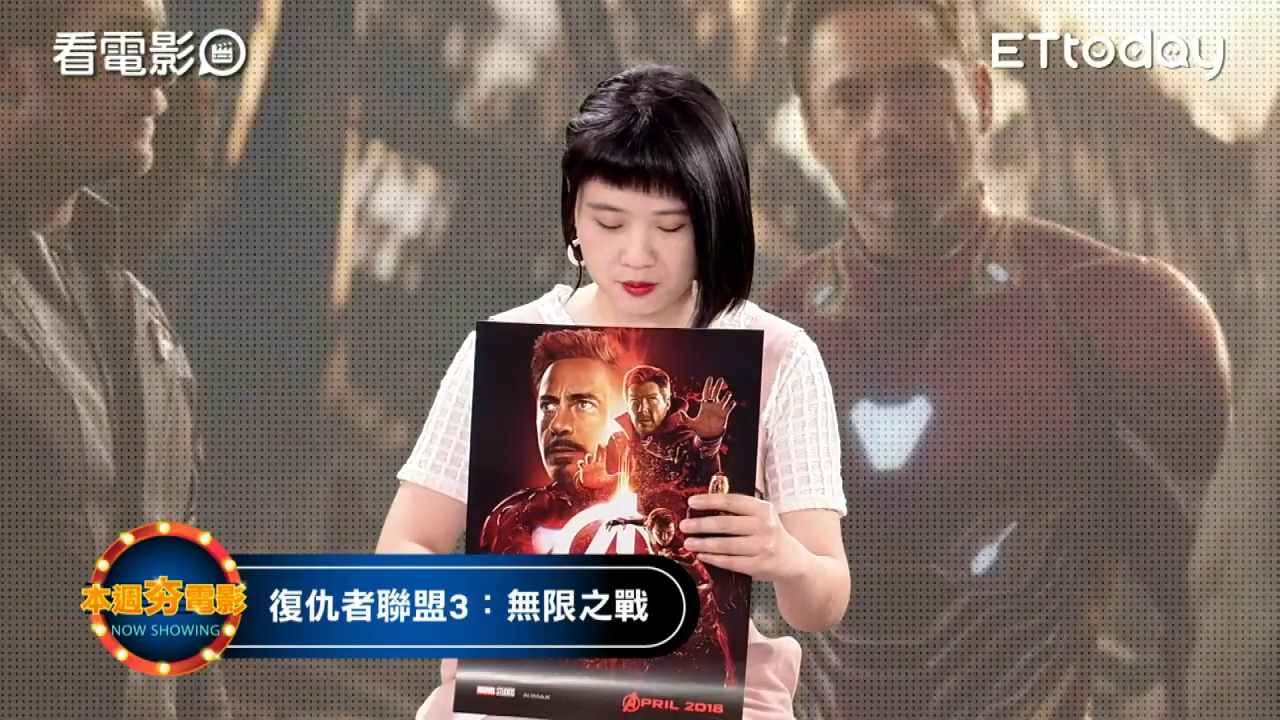 看電影
ETtoday
本週夯電影
NOW SHOWING
復仇者聯盟3：無限之戰
MARVEL STUDIOS
IN IMAX
APRIL 2018